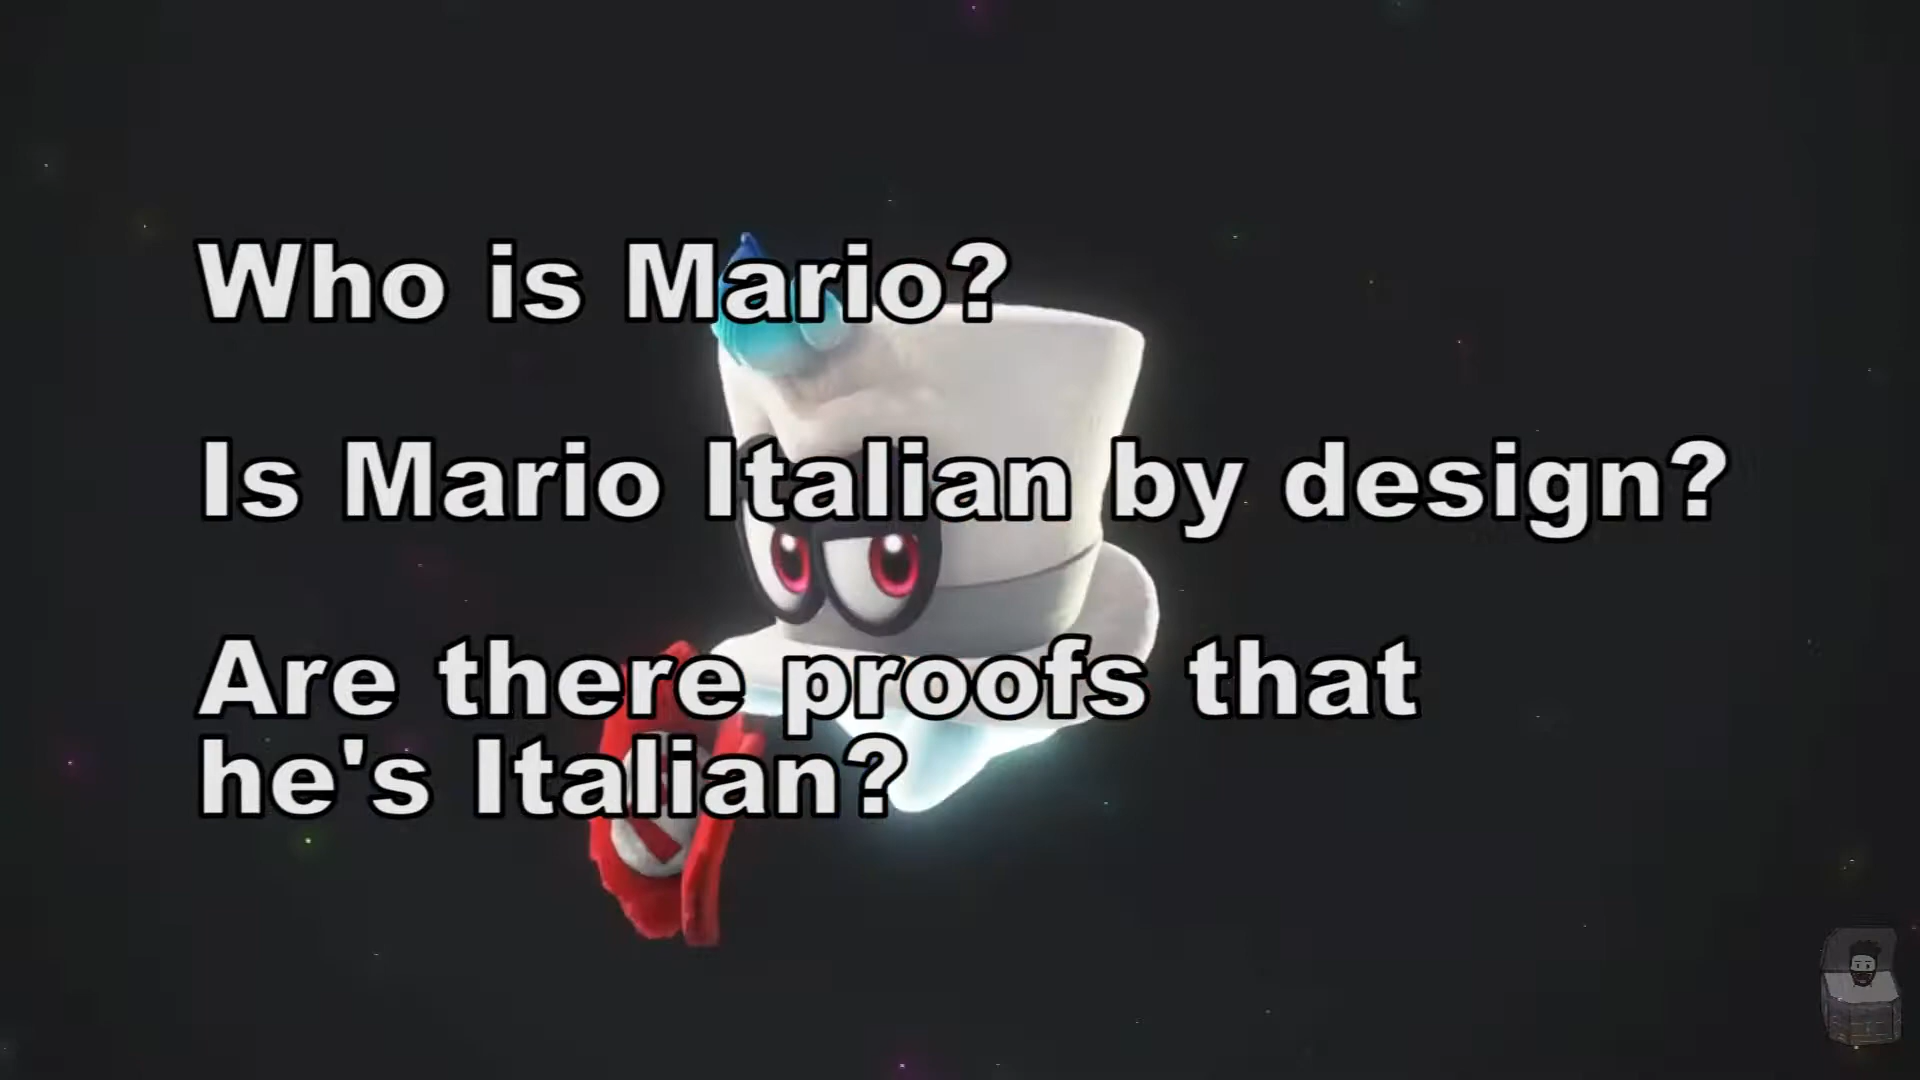 Who is Mario?
Is Mario Italian by design?
Are there proofs that
he's Italian?